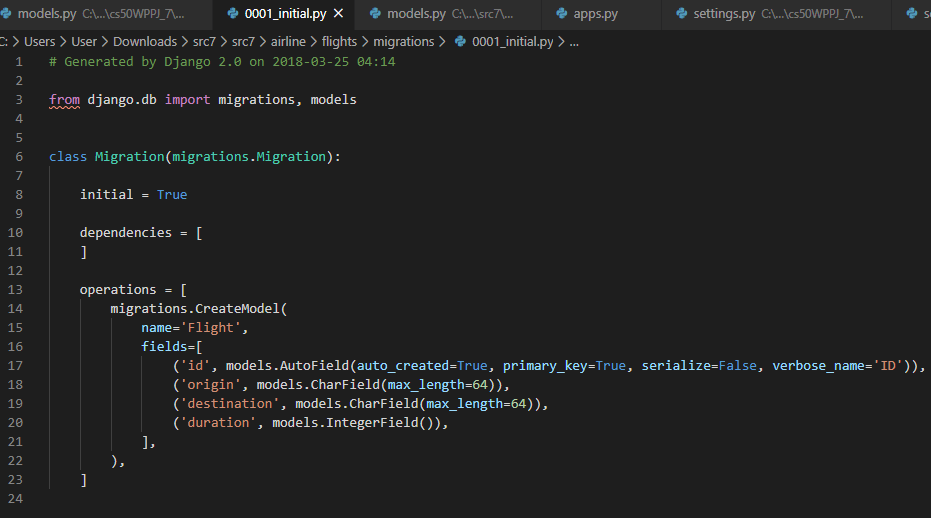 models.py C:\...\cs50WPPJ_7\... 0001_initial.py models.py C:\...\src7\... apps.py settings.py C:\...\cs50WPPJ_7\...
C: > Users > User > Downloads > src7 > src7 > airline > flights > migrations > 0001_initial.py > ...
1 # Generated by Django 2.0 on 2018-03-25 04:14
2
3 from django.db import migrations, models
4
5
6 class Migration(migrations.Migration):
7
8     initial = True
9
10     dependencies = [
11     ]
12
13     operations = [
14         migrations.CreateModel(
15             name='Flight',
16             fields=[
17                 ('id', models.AutoField(auto_created=True, primary_key=True, serialize=False, verbose_name='ID')),
18                 ('origin', models.CharField(max_length=64)),
19                 ('destination', models.CharField(max_length=64)),
20                 ('duration', models.IntegerField()),
21             ],
22         ),
23     ]
24